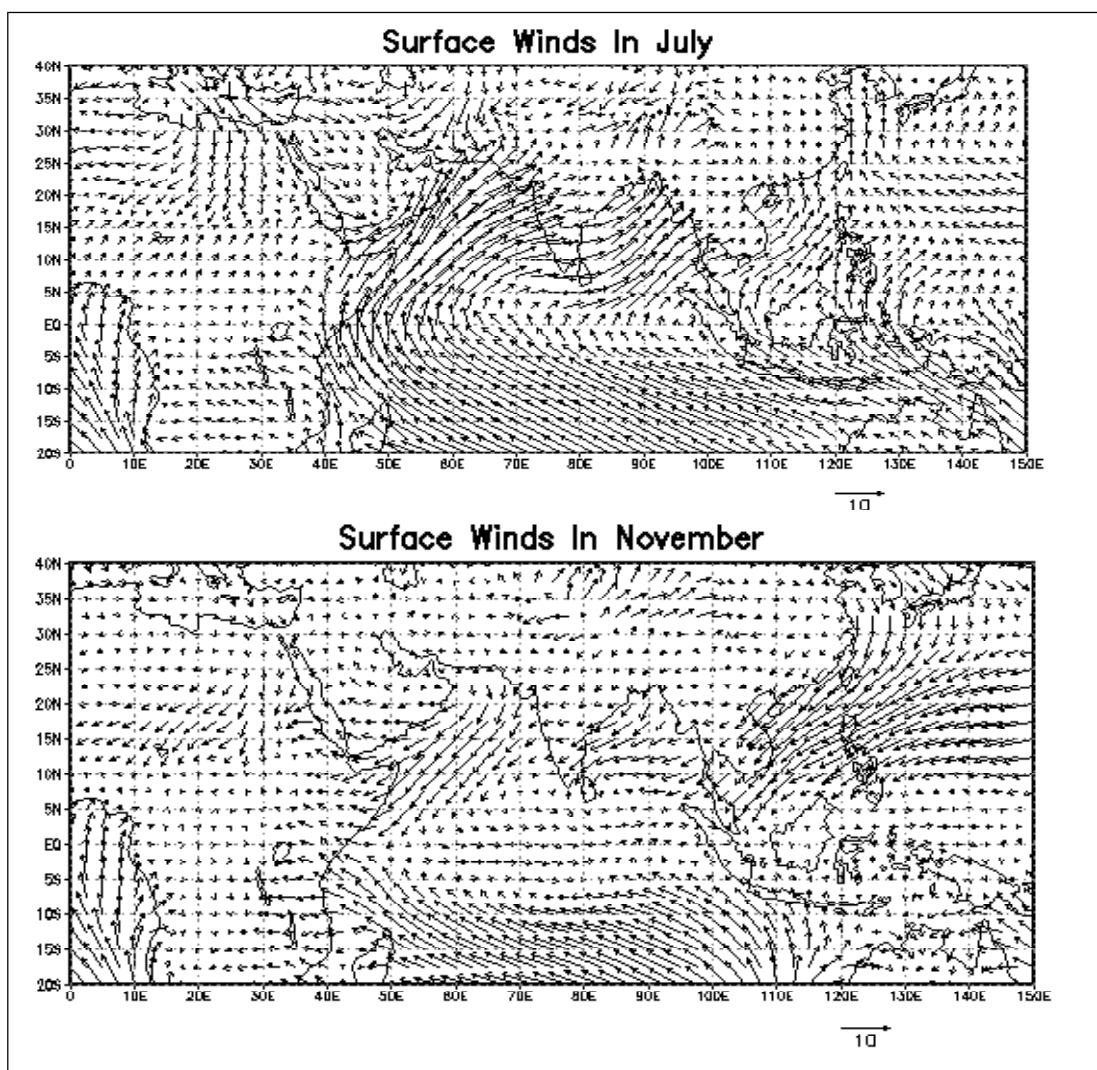 Surface Winds In July
40N
35N
30N
25N
20N
15N
10N
5N
EQ
5S
10S
15S
20S
0 10E 20E 30E 40E 50E 60E 70E 80E 90E 100E 110E 120E 130E 140E 150E
10
Surface Winds In November
40N
35N
30N
25N
20N
15N
10N
5N
EQ
5S
10S
15S
20S
0 10E 20E 30E 40E 50E 60E 70E 80E 90E 100E 110E 120E 130E 140E 150E
10